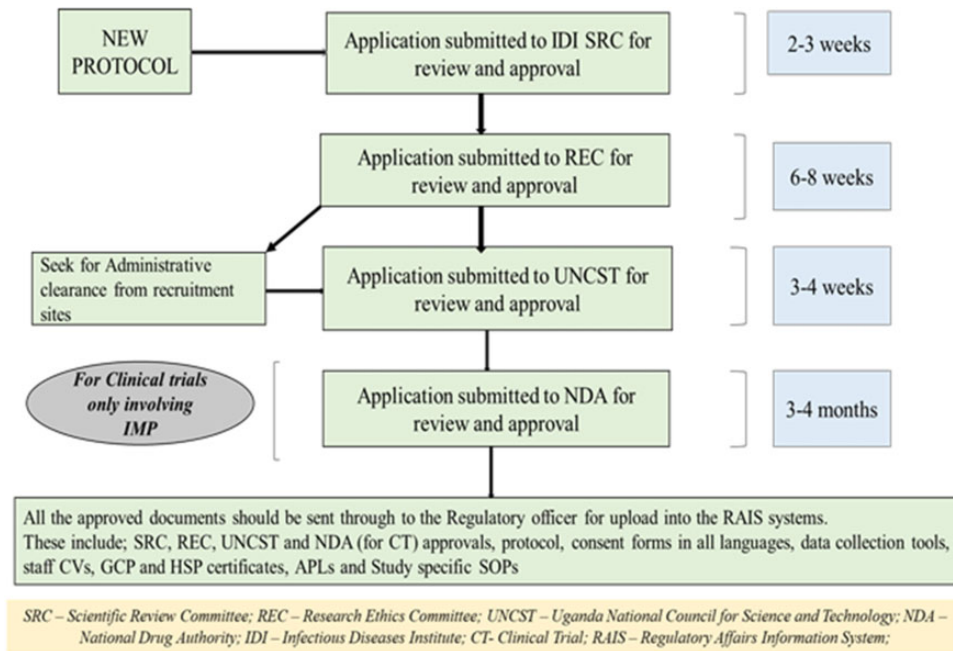 NEW
PROTOCOL
Application submitted to IDI SRC for
review and approval
2-3 weeks
Application submitted to REC for
review and approval
6-8 weeks
Seek for Administrative
clearance from recruitment
sites
Application submitted to UNCST for
review and approval
3-4 weeks
For Clinical trials
only involving
IMP
Application submitted to NDA for
review and approval
3-4 months
All the approved documents should be sent through to the Regulatory officer for upload into the RAIS systems.
These include; SRC, REC, UNCST and NDA (for CT) approvals, protocol, consent forms in all languages, data collection tools,
staff CVs, GCP and HSP certificates, APLs and Study specific SOPs
SRC – Scientific Review Committee; REC – Research Ethics Committee; UNCST – Uganda National Council for Science and Technology; NDA –
National Drug Authority; IDI – Infectious Diseases Institute; CT- Clinical Trial; RAIS – Regulatory Affairs Information System;